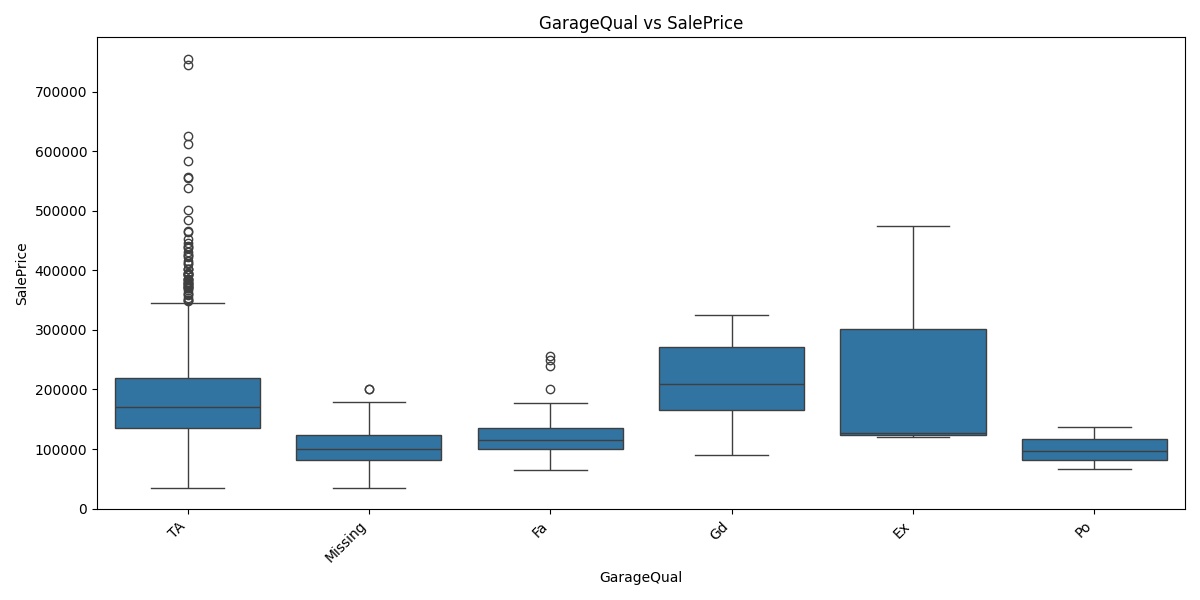 GarageQual vs SalePrice
SalePrice
700000
600000
500000
400000
300000
200000
100000
0
TA
Missing
Fa
Gd
Ex
Po
GarageQual